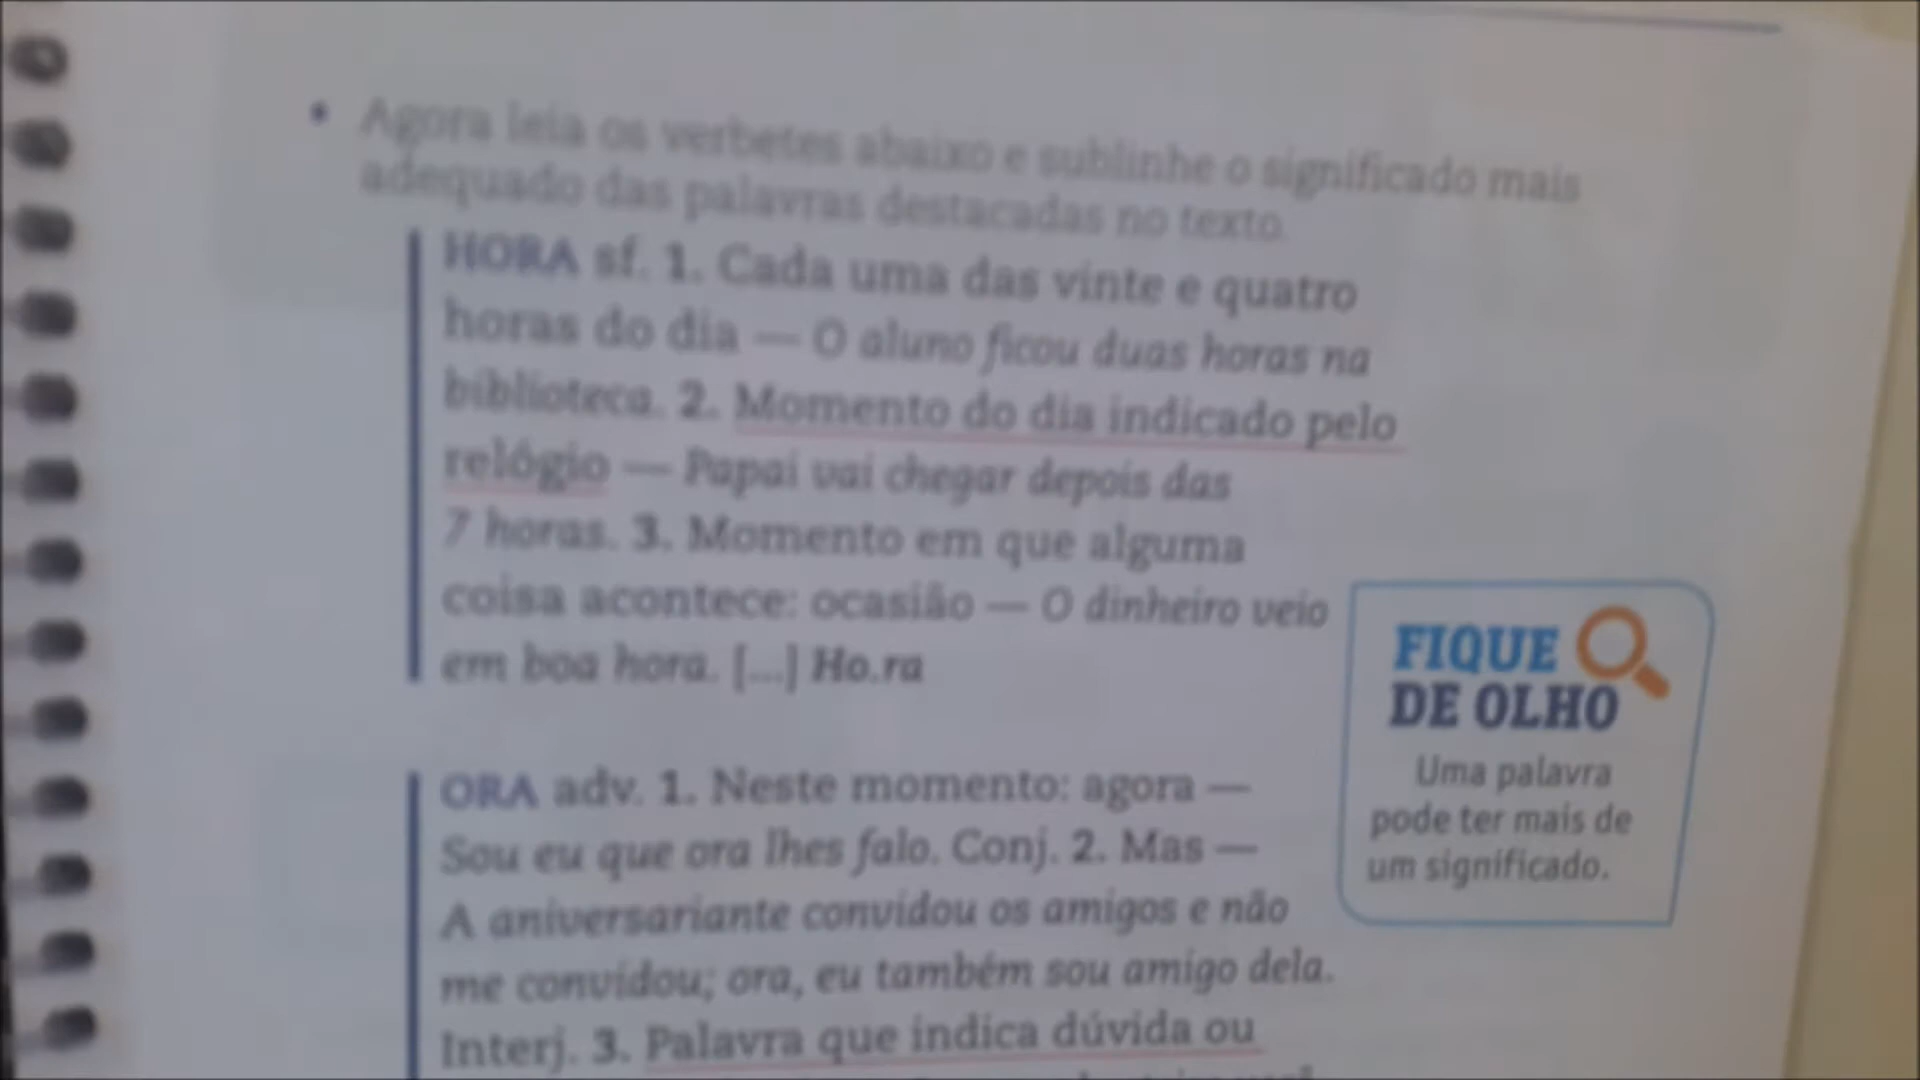 • Agora leia os verbetes abaixo e sublinhe o significado mais
adequado das palavras destacadas no texto.
HORA sf. 1. Cada uma das vinte e quatro
horas do dia — O aluno ficou duas horas na
biblioteca. 2. Momento do dia indicado pelo
relógio — Papai vai chegar depois das
7 horas. 3. Momento em que alguma
coisa acontece: ocasião — O dinheiro veio
em boa hora. [...] Ho.ra
ORA adv. 1. Neste momento: agora —
Sou eu que ora lhes falo. Conj. 2. Mas —
A aniversariante convidou os amigos e não
me convidou; ora, eu também sou amigo dela.
Interj. 3. Palavra que indica dúvida ou
FIQUE
DE OLHO
Uma palavra
pode ter mais de
um significado.